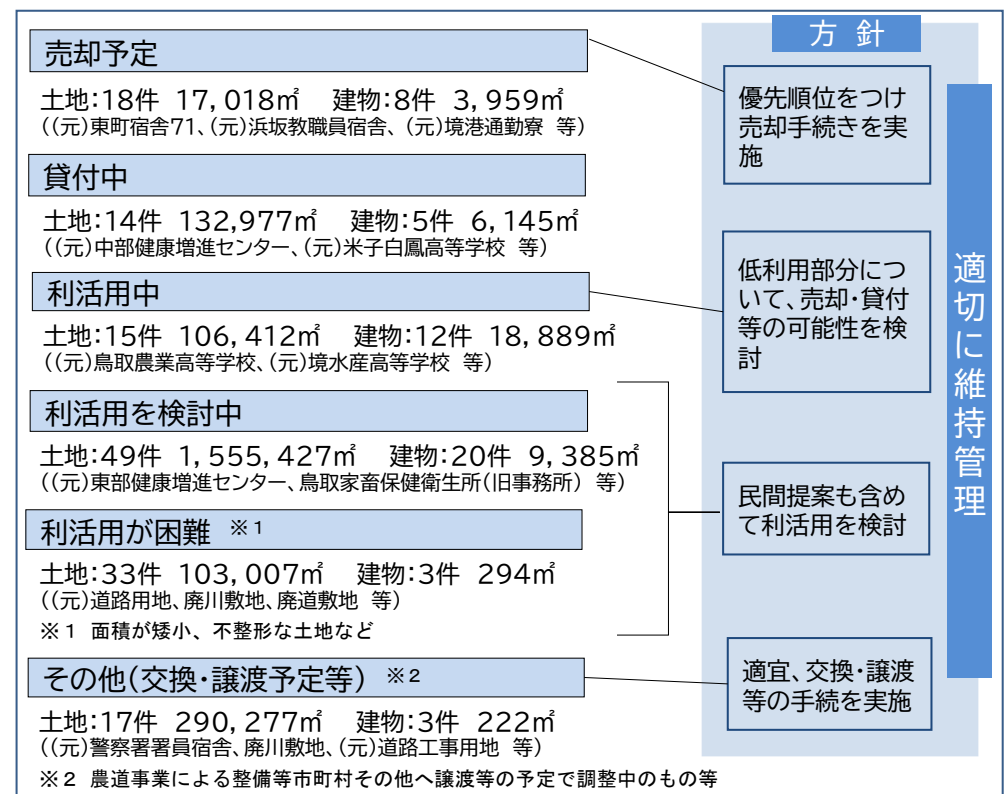 売却予定
土地:18件 17,018㎡ 建物:8件 3,959㎡
((元)東町宿舎71、(元)浜坂教職員宿舎、(元)境港通勤寮 等)
貸付中
土地:14件 132,977㎡ 建物:5件 6,145㎡
((元)中部健康増進センター、(元)米子白鳳高等学校 等)
利活用中
土地:15件 106,412㎡ 建物:12件 18,889㎡
((元)鳥取農業高等学校、(元)境水産高等学校 等)
利活用を検討中
土地:49件 1,555,427㎡ 建物:20件 9,385㎡
((元)東部健康増進センター、鳥取家畜保健衛生所(旧事務所) 等)
利活用が困難 ※1
土地:33件 103,007㎡ 建物:3件 294㎡
((元)道路用地、廃川敷地、廃道敷地 等)
※1 面積が矮小、不整形な土地など
その他(交換・譲渡予定等) ※2
土地:17件 290,277㎡ 建物:3件 222㎡
((元)警察署署員宿舎、廃川敷地、(元)道路工事用地 等)
※2 農道事業による整備等市町村その他へ譲渡等の予定で調整中のもの等
方 針
優先順位をつけ
売却手続きを実
施
低利用部分につ
いて、売却・貸付
等の可能性を検
討
民間提案も含め
て利活用を検討
適宜、交換・譲渡
等の手続を実施
適切に維持管理